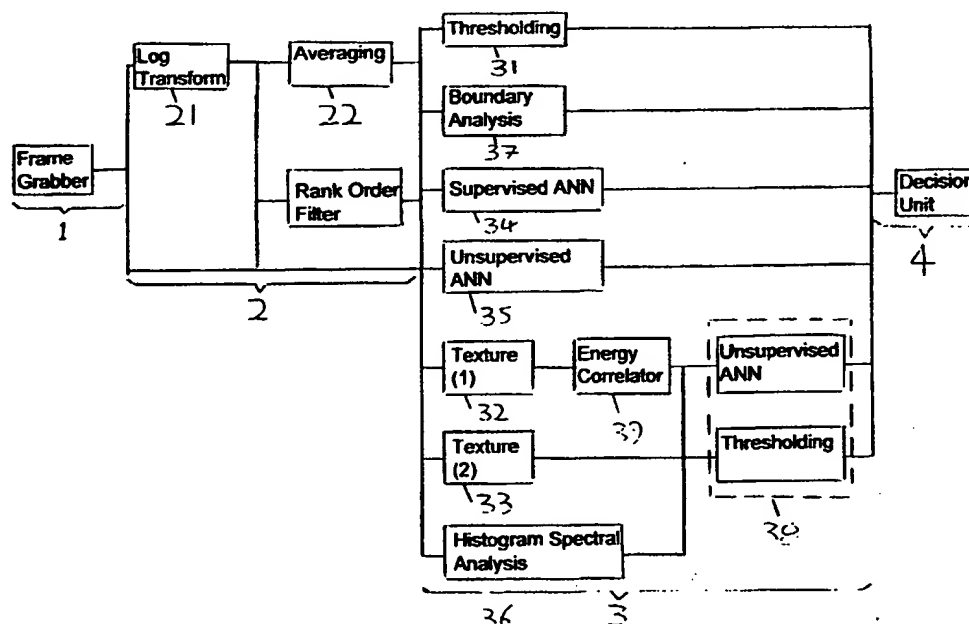 Frame
Grabber
1
Log
Transform
21
Averaging
22
Rank Order
Filter
2
Thresholding
31
Boundary
Analysis
37
Supervised ANN
34
Unsupervised
ANN
35
Texture
(1)
32
Energy
Correlator
39
Texture
(2)
33
Histogram Spectral
Analysis
36
3
Unsupervised
ANN
Thresholding
30
Decision
Unit
4